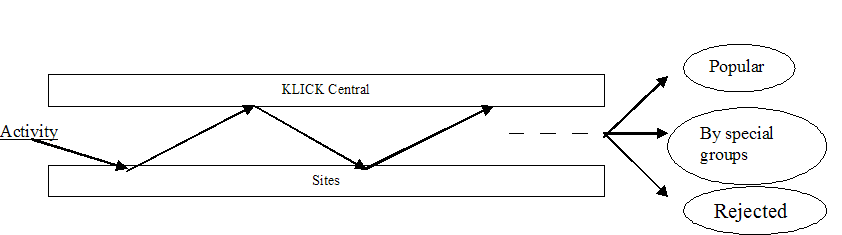 KLICK Central
Activity
Sites
Popular
By special
groups
Rejected